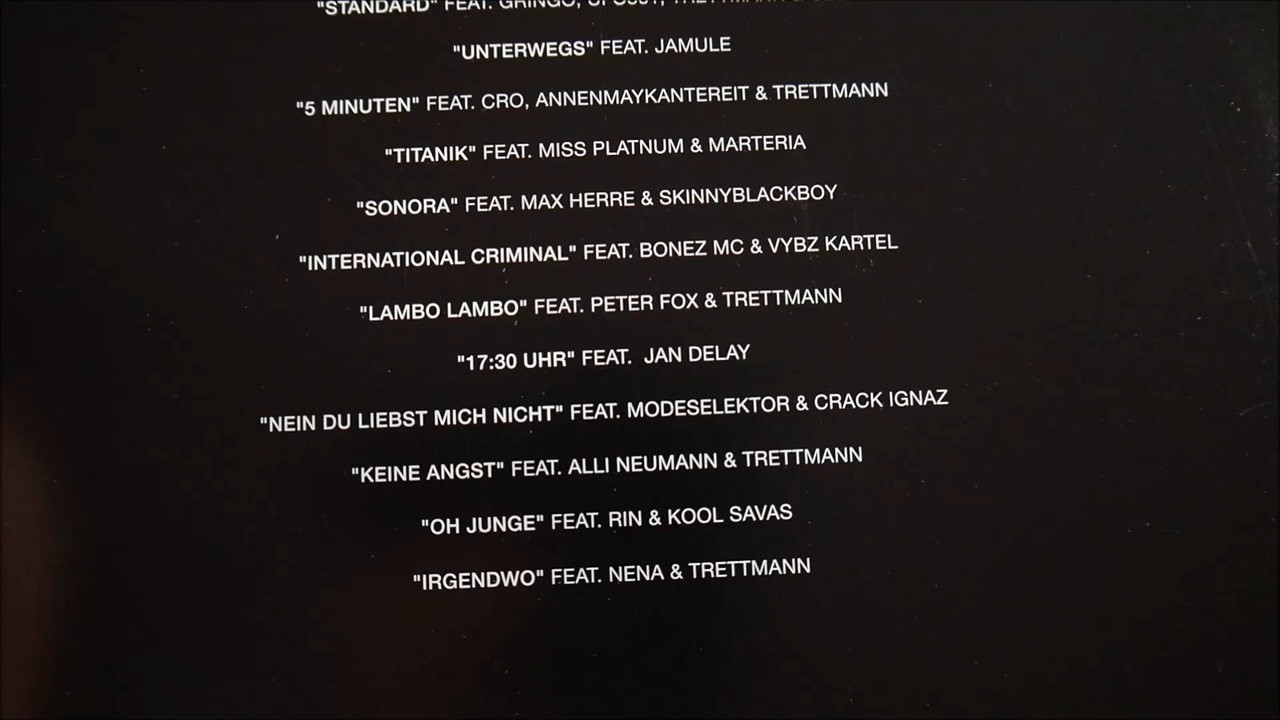 "STANDARD" FEAT. GRINGO,
"UNTERWEGS" FEAT. JAMULE
"5 MINUTEN" FEAT. CRO, ANNENMAYKANTEREIT & TRETTMANN
"TITANIK" FEAT. MISS PLATNUM & MARTERIA
"SONORA" FEAT. MAX HERRE & SKINNYBLACKBOY
"INTERNATIONAL CRIMINAL" FEAT. BONEZ MC & VYBZ KARTEL
"LAMBO LAMBO" FEAT. PETER FOX & TRETTMANN
"17:30 UHR" FEAT. JAN DELAY
"NEIN DU LIEBST MICH NICHT" FEAT. MODESELEKTOR & CRACK IGNAZ
"KEINE ANGST" FEAT. ALLI NEUMANN & TRETTMANN
"OH JUNGE" FEAT. RIN & KOOL SAVAS
"IRGENDWO" FEAT. NENA & TRETTMANN